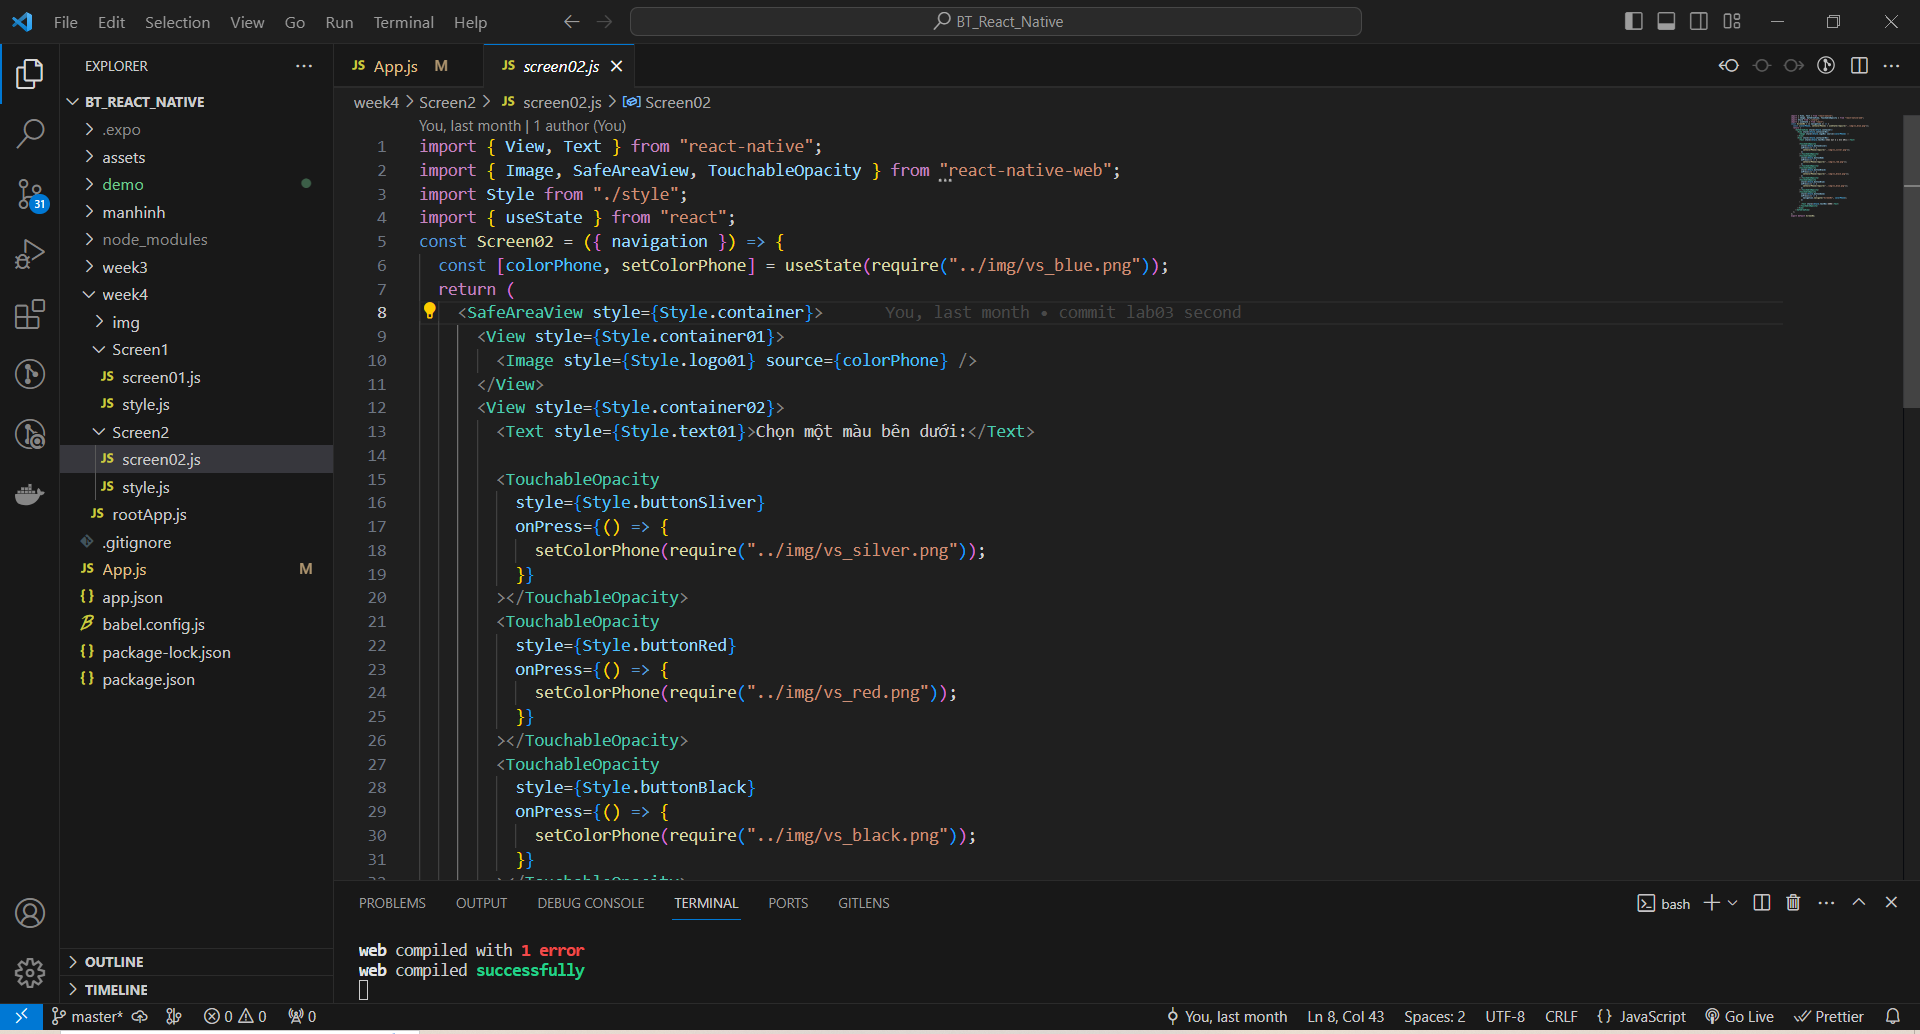 File Edit Selection View Go Run Terminal Help
BT_React_Native
EXPLORER
BT_REACT_NATIVE
.expo
assets
demo
manhinh
node_modules
week3
week4
img
Screen1
JS screen01.js
JS style.js
Screen2
JS screen02.js
JS style.js
JS rootApp.js
.gitignore
JS App.js M
{} app.json
babel.config.js
{} package-lock.json
{} package.json
OUTLINE
TIMELINE
31
JS App.js M
JS screen02.js
week4 > Screen2 > JS screen02.js > Screen02
You, last month | 1 author (You)
1 import { View, Text } from "react-native";
2 import { Image, SafeAreaView, TouchableOpacity } from "react-native-web";
3 import Style from "./style";
4 import { useState } from "react";
5 const Screen02 = ({ navigation }) => {
6 const [colorPhone, setColorPhone] = useState(require("../img/vs_blue.png"));
7 return (
8 <SafeAreaView style={Style.container}> You, last month • commit lab03 second
9 <View style={Style.container01}>
10 <Image style={Style.logo01} source={colorPhone} />
11 </View>
12 <View style={Style.container02}>
13 <Text style={Style.text01}>Chọn một màu bên dưới:</Text>
14
15 <TouchableOpacity
16 style={Style.buttonSliver}
17 onPress={() => {
18 setColorPhone(require("../img/vs_silver.png"));
19 }}
20 ></TouchableOpacity>
21 <TouchableOpacity
22 style={Style.buttonRed}
23 onPress={() => {
24 setColorPhone(require("../img/vs_red.png"));
25 }}
26 ></TouchableOpacity>
27 <TouchableOpacity
28 style={Style.buttonBlack}
29 onPress={() => {
30 setColorPhone(require("../img/vs_black.png"));
31 }}
PROBLEMS OUTPUT DEBUG CONSOLE TERMINAL PORTS GITLENS
bash
web compiled with 1 error
web compiled successfully
master* 0 0 0
You, last month Ln 8, Col 43 Spaces: 2 UTF-8 CRLF {} JavaScript Go Live Prettier